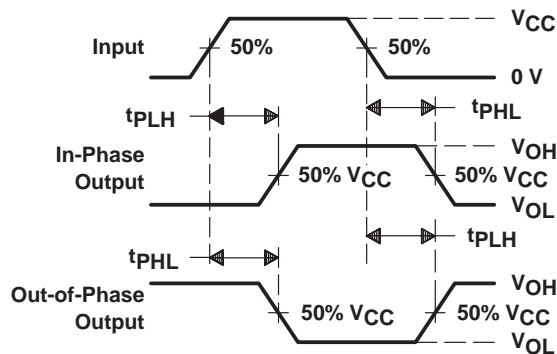 VCC
Input 50% 50%
0 V
tPLH tPHL
In-Phase Output 50% VCC VOH 50% VCC VOL
tPHL tPLH
Out-of-Phase Output 50% VCC VOH 50% VCC VOL